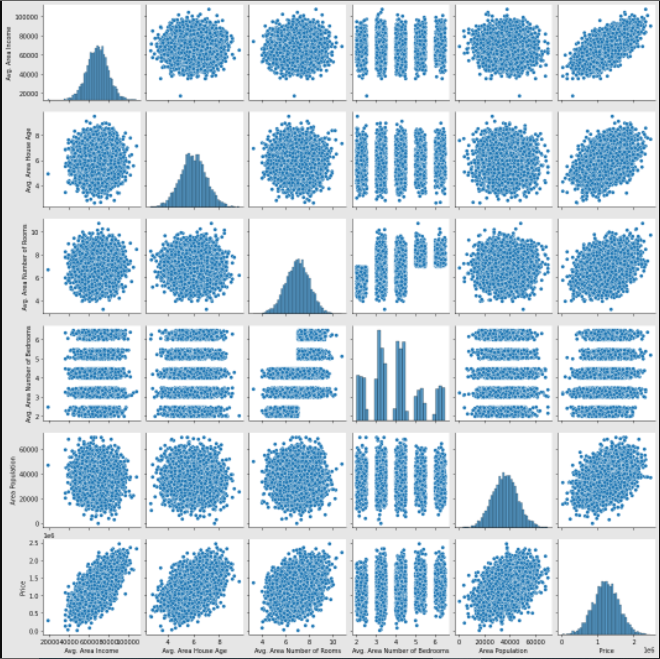 Avg. Area Income
100000
80000
60000
40000
20000
Avg. Area House Age
8
6
4
Avg. Area Number of Rooms
10
8
6
4
Avg. Area Number of Bedrooms
6
5
4
3
2
Area Population
60000
40000
20000
0
1e6
Price
2.5
2.0
1.5
1.0
0.5
0.0
20000 40000 60000 80000 100000
Avg. Area Income
4 6 8
Avg. Area House Age
4 6 8 10
Avg. Area Number of Rooms
2 3 4 5 6
Avg. Area Number of Bedrooms
0 20000 40000 60000
Area Population
0 1 2
Price
1e6